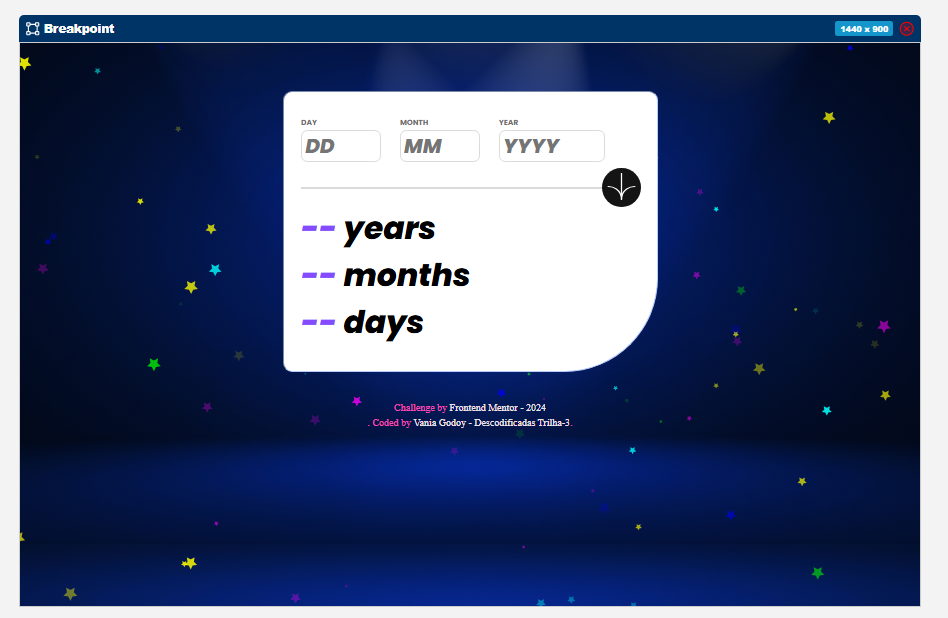 Breakpoint 1440 x 900
DAY MONTH YEAR
DD MM YYYY
-- years
-- months
-- days
Challenge by Frontend Mentor - 2024
. Coded by Vania Godoy - Descodificadas Trilha-3.